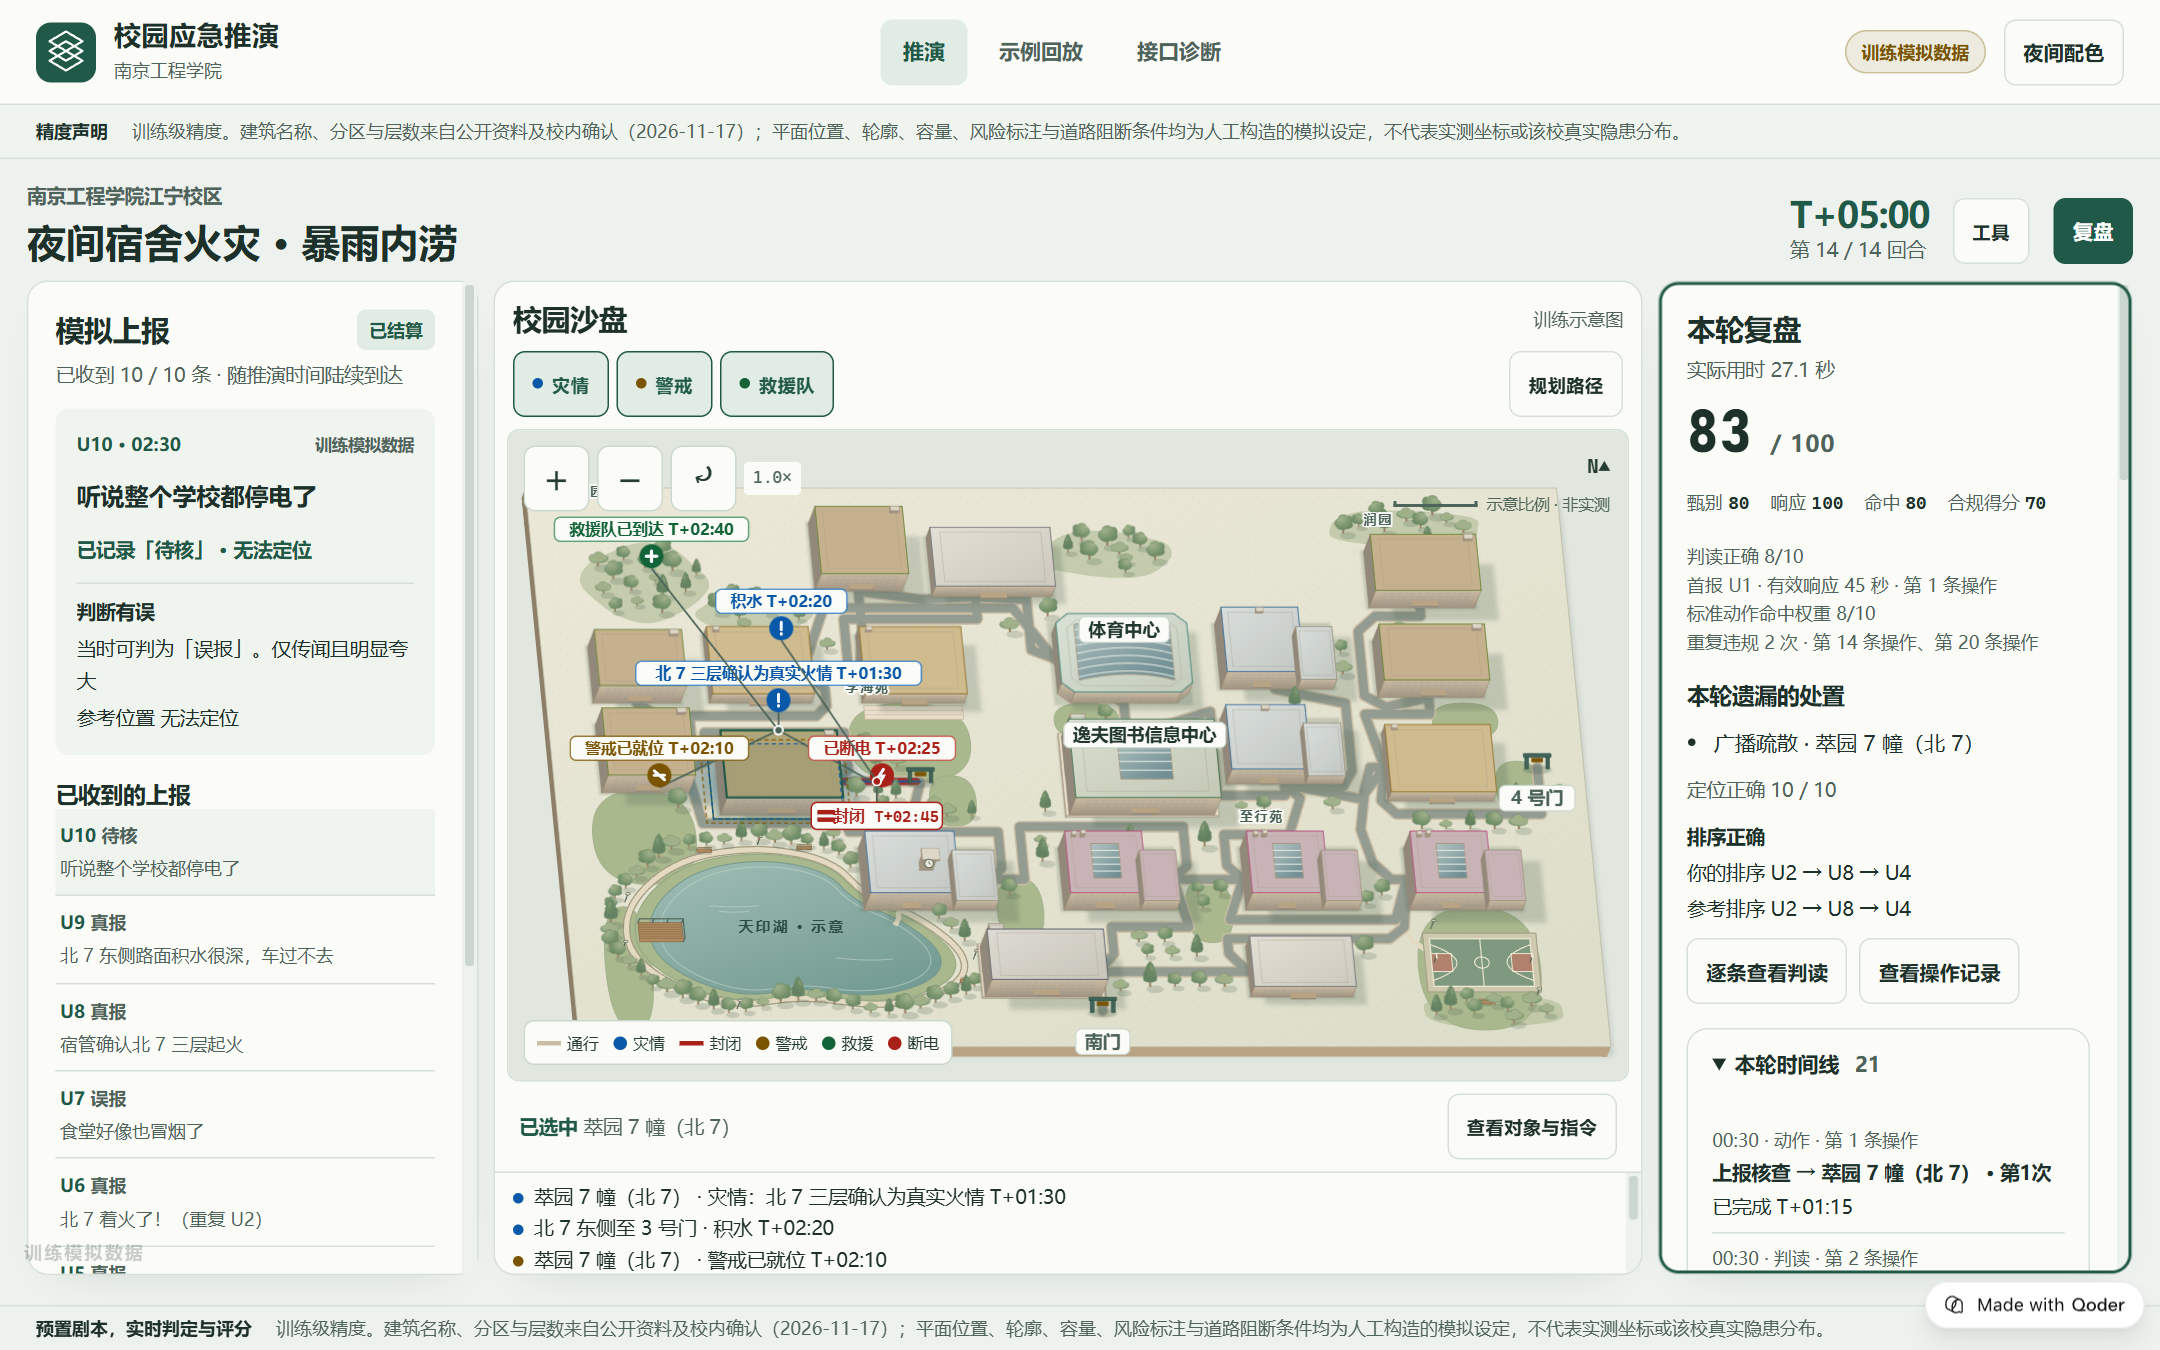 校园应急推演
南京工程学院
推演
示例回放
接口诊断
训练模拟数据
夜间配色
精度声明 训练级精度。建筑名称、分区与层数来自公开资料及校内确认（2026-11-17）；平面位置、轮廓、容量、风险标注与道路阻断条件均为人工构造的模拟设定，不代表实测坐标或该校真实隐患分布。
南京工程学院江宁校区
夜间宿舍火灾·暴雨内涝
T+05:00
第 14 / 14 回合
工具
复盘
模拟上报
已结算
已收到 10 / 10 条 · 随推演时间陆续到达
U10 • 02:30
训练模拟数据
听说整个学校都停电了
已记录「待核」·无法定位
判断有误
当时可判为「误报」。仅传闻且明显夸
大
参考位置 无法定位
已收到的上报
U10 待核
听说整个学校都停电了
U9 真报
北 7 东侧路面积水很深，车过不去
U8 真报
宿管确认北 7 三层起火
U7 误报
食堂好像也冒烟了
U6 真报
北 7 着火了！（重复 U2）
训练模拟数据
U5 真报
校园沙盘
训练示意图
灾情
警戒
救援队
规划路径
+
−
1.0×
N▲
示意比例 · 非实测
润园
救援队已到达 T+02:40
积水 T+02:20
体育中心
北 7 三层确认为真实火情 T+01:30
学海苑
逸夫图书信息中心
警戒已就位 T+02:10
已断电 T+02:25
4 号门
封闭 T+02:45
至行苑
天印湖 • 示意
南门
通行
灾情
封闭
警戒
救援
断电
已选中 萃园 7 幢（北 7）
查看对象与指令
萃园 7 幢（北 7） · 灾情：北 7 三层确认为真实火情 T+01:30
北 7 东侧至 3 号门 · 积水 T+02:20
萃园 7 幢（北 7） · 警戒已就位 T+02:10
本轮复盘
实际用时 27.1 秒
83 / 100
甄别 80 响应 100 命中 80 合规得分 70
判读正确 8/10
首报 U1 · 有效响应 45 秒 · 第 1 条操作
标准动作命中权重 8/10
重复违规 2 次 · 第 14 条操作、第 20 条操作
本轮遗漏的处置
• 广播疏散 · 萃园 7 幢（北 7）
定位正确 10 / 10
排序正确
你的排序 U2 → U8 → U4
参考排序 U2 → U8 → U4
逐条查看判读
查看操作记录
▼ 本轮时间线 21
00:30 · 动作 · 第 1 条操作
上报核查 → 萃园 7 幢（北 7）·第1次
已完成 T+01:15
00:30 · 判读 · 第 2 条操作
Made with Qoder
预置剧本，实时判定与评分 训练级精度。建筑名称、分区与层数来自公开资料及校内确认（2026-11-17）；平面位置、轮廓、容量、风险标注与道路阻断条件均为人工构造的模拟设定，不代表实测坐标或该校真实隐患分布。